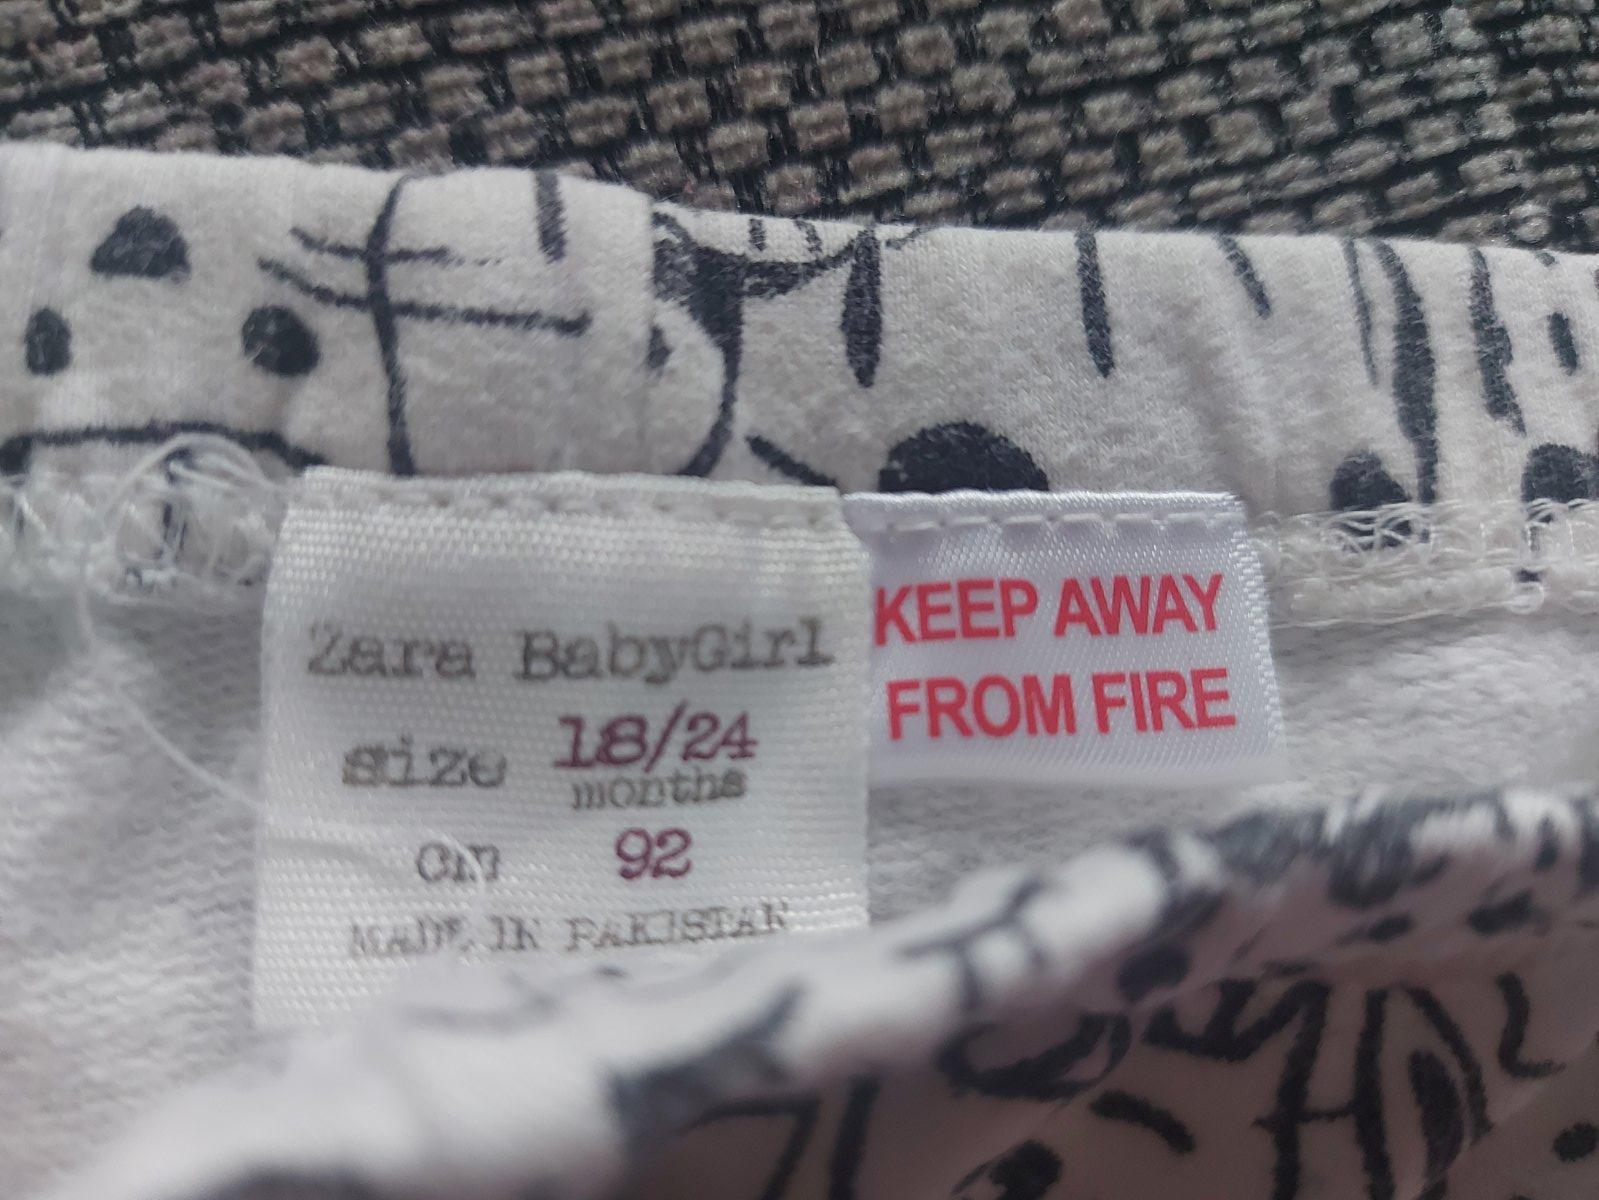 Zara BabyGirl
size 18/24
months
cm 92
MADE IN PAKISTAN
KEEP AWAY
FROM FIRE